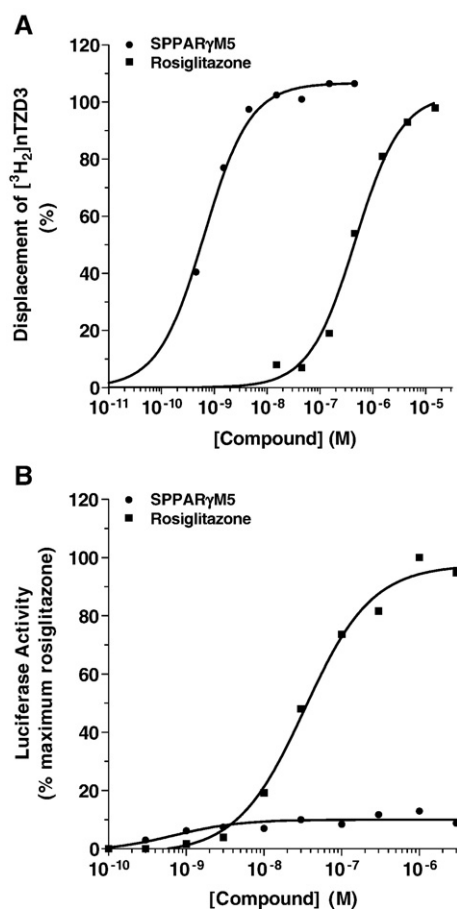 A
SPPARγM5
Rosiglitazone
Displacement of [³H₂]nTZD3
(%)
120
100
80
60
40
20
0
10⁻¹¹ 10⁻¹⁰ 10⁻⁹ 10⁻⁸ 10⁻⁷ 10⁻⁶ 10⁻⁵
[Compound] (M)
B
SPPARγM5
Rosiglitazone
Luciferase Activity
(% maximum rosiglitazone)
120
100
80
60
40
20
0
10⁻¹⁰ 10⁻⁹ 10⁻⁸ 10⁻⁷ 10⁻⁶
[Compound] (M)